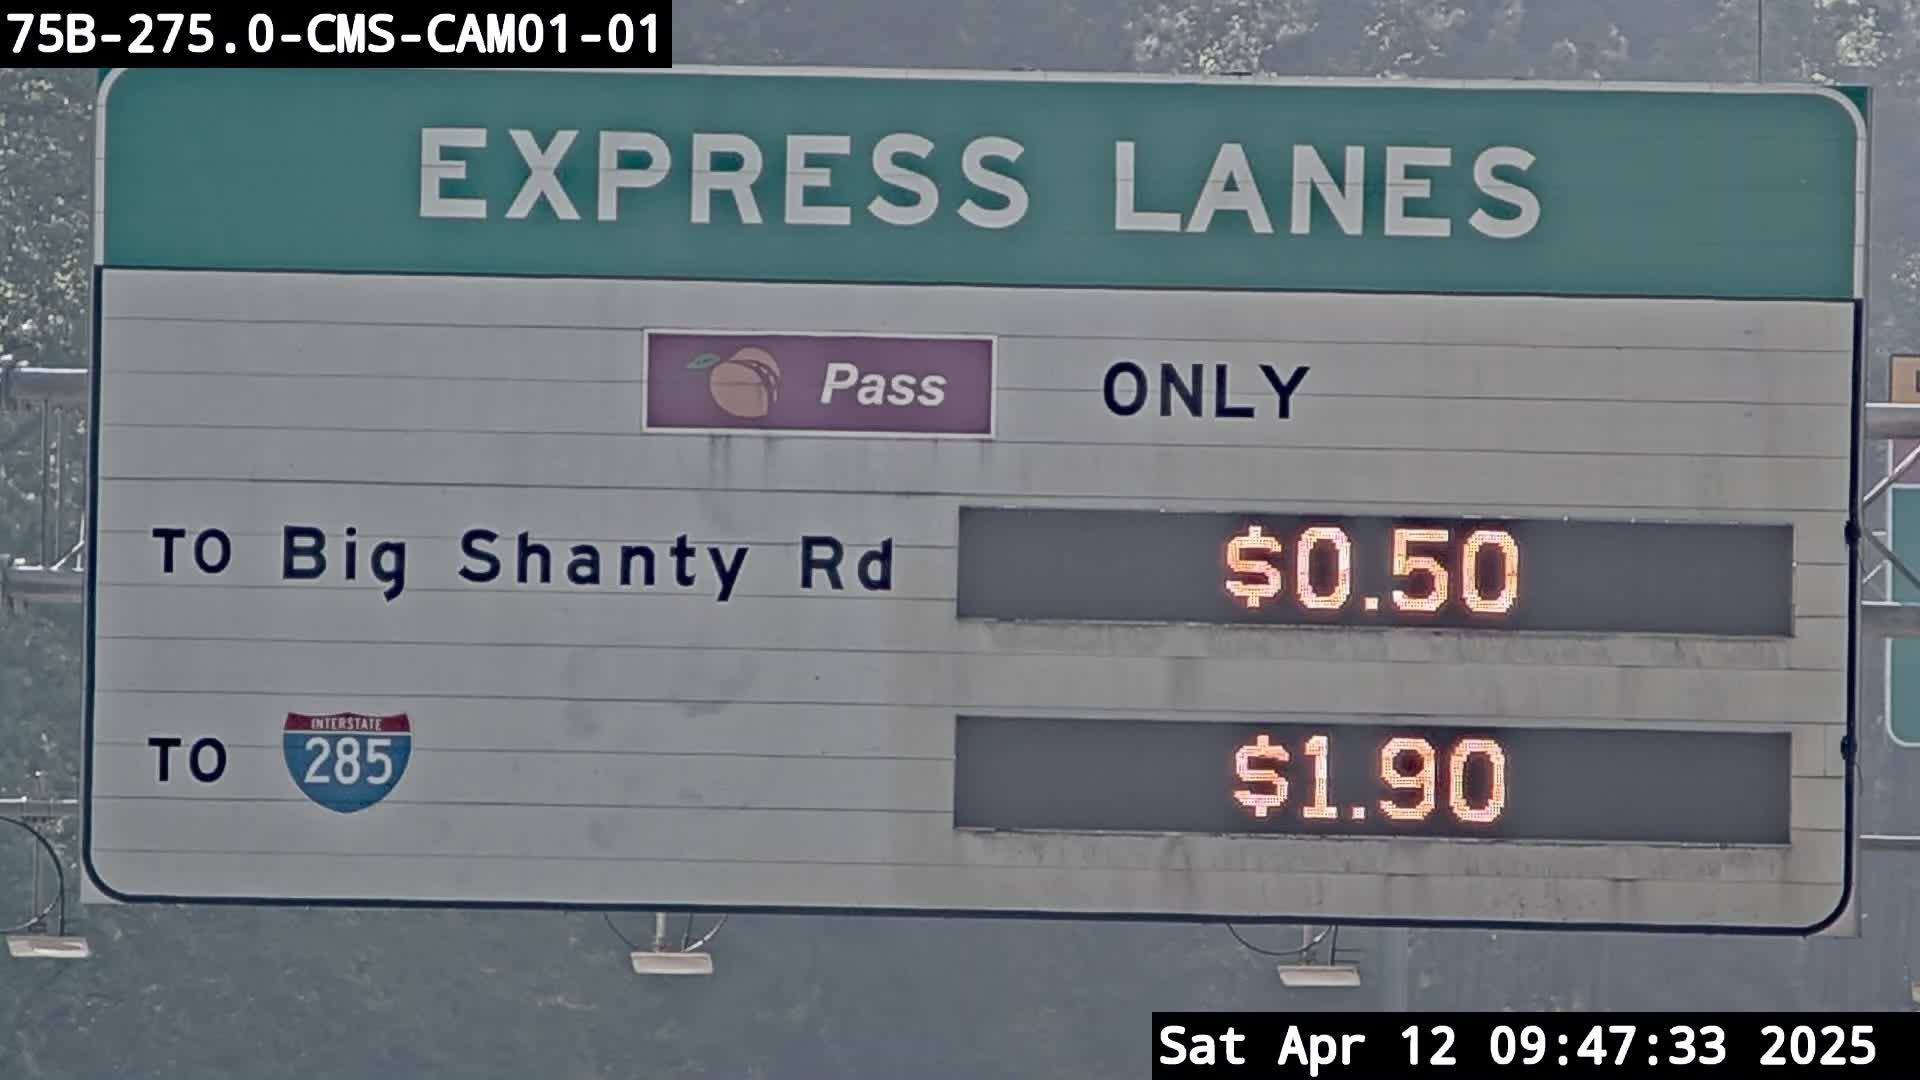 75B-275.0-CMS-CAM01-01
EXPRESS LANES
Pass ONLY
TO Big Shanty Rd $0.50
TO INTERSTATE 285 $1.90
Sat Apr 12 09:47:33 2025